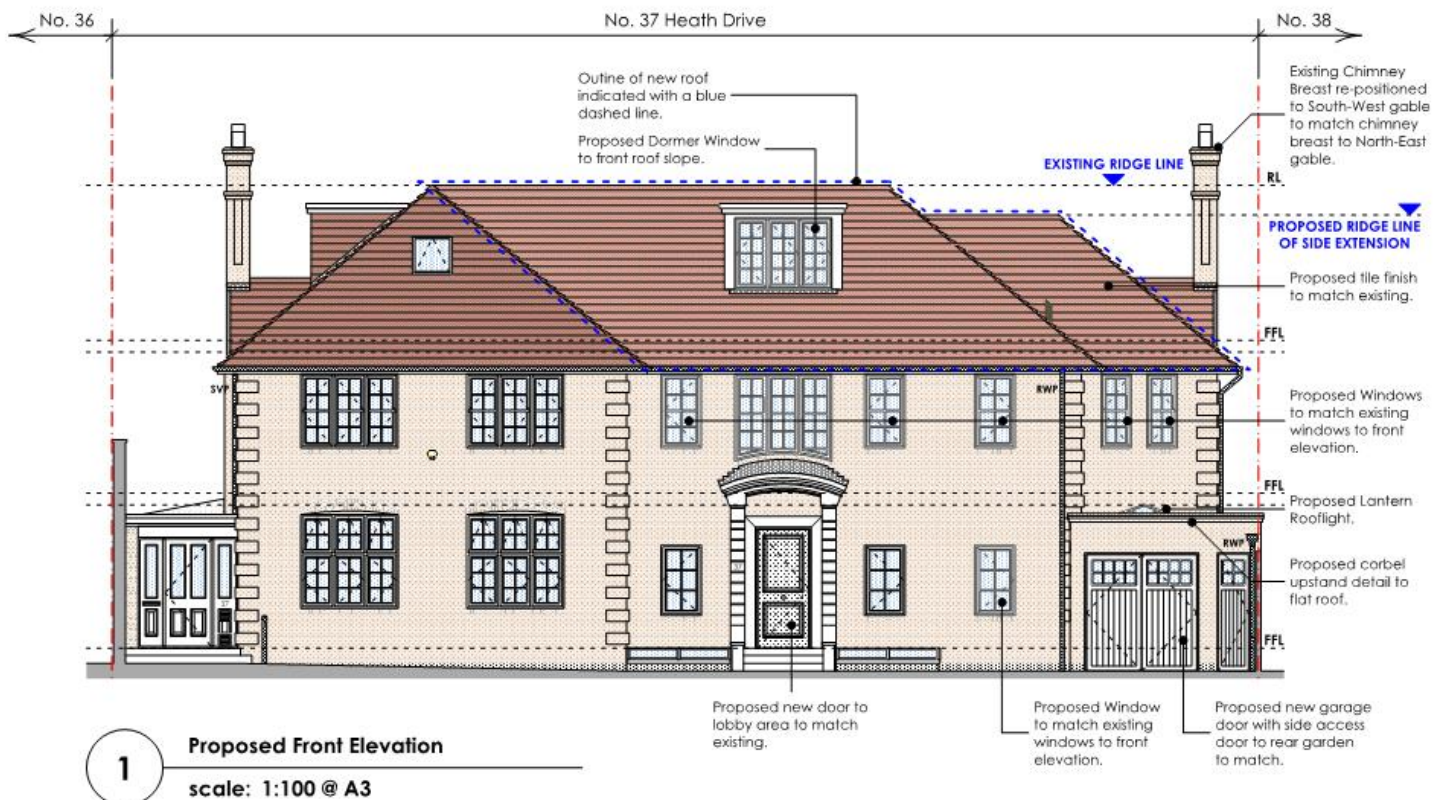 No. 36
No. 37 Heath Drive
No. 38
Outine of new roof
indicated with a blue
dashed line.
Proposed Dormer Window
to front roof slope.
Existing Chimney
Breast re-positioned
to South-West gable
to match chimney
breast to North-East
gable.
EXISTING RIDGE LINE
RL
PROPOSED RIDGE LINE
OF SIDE EXTENSION
Proposed tile finish
to match existing.
FFL
SVP
RWP
Proposed Windows
to match existing
windows to front
elevation.
FFL
Proposed Lantern
Rooflight.
RWP
Proposed corbel
upstand detail to
flat roof.
FFL
Proposed new door to
lobby area to match
existing.
Proposed Window
to match existing
windows to front
elevation.
Proposed new garage
door with side access
door to rear garden
to match.
1
Proposed Front Elevation
scale: 1:100 @ A3